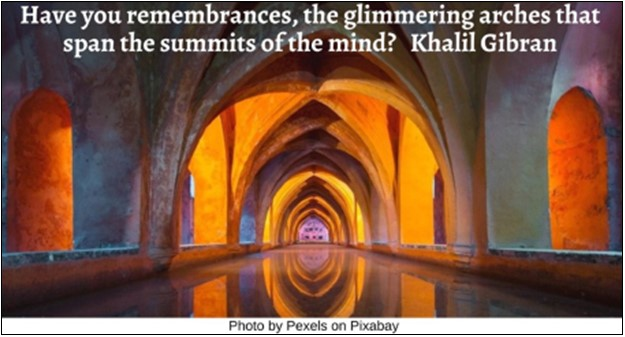 Have you remembrances, the glimmering arches that
span the summits of the mind?   Khalil Gibran
Photo by Pexels on Pixabay